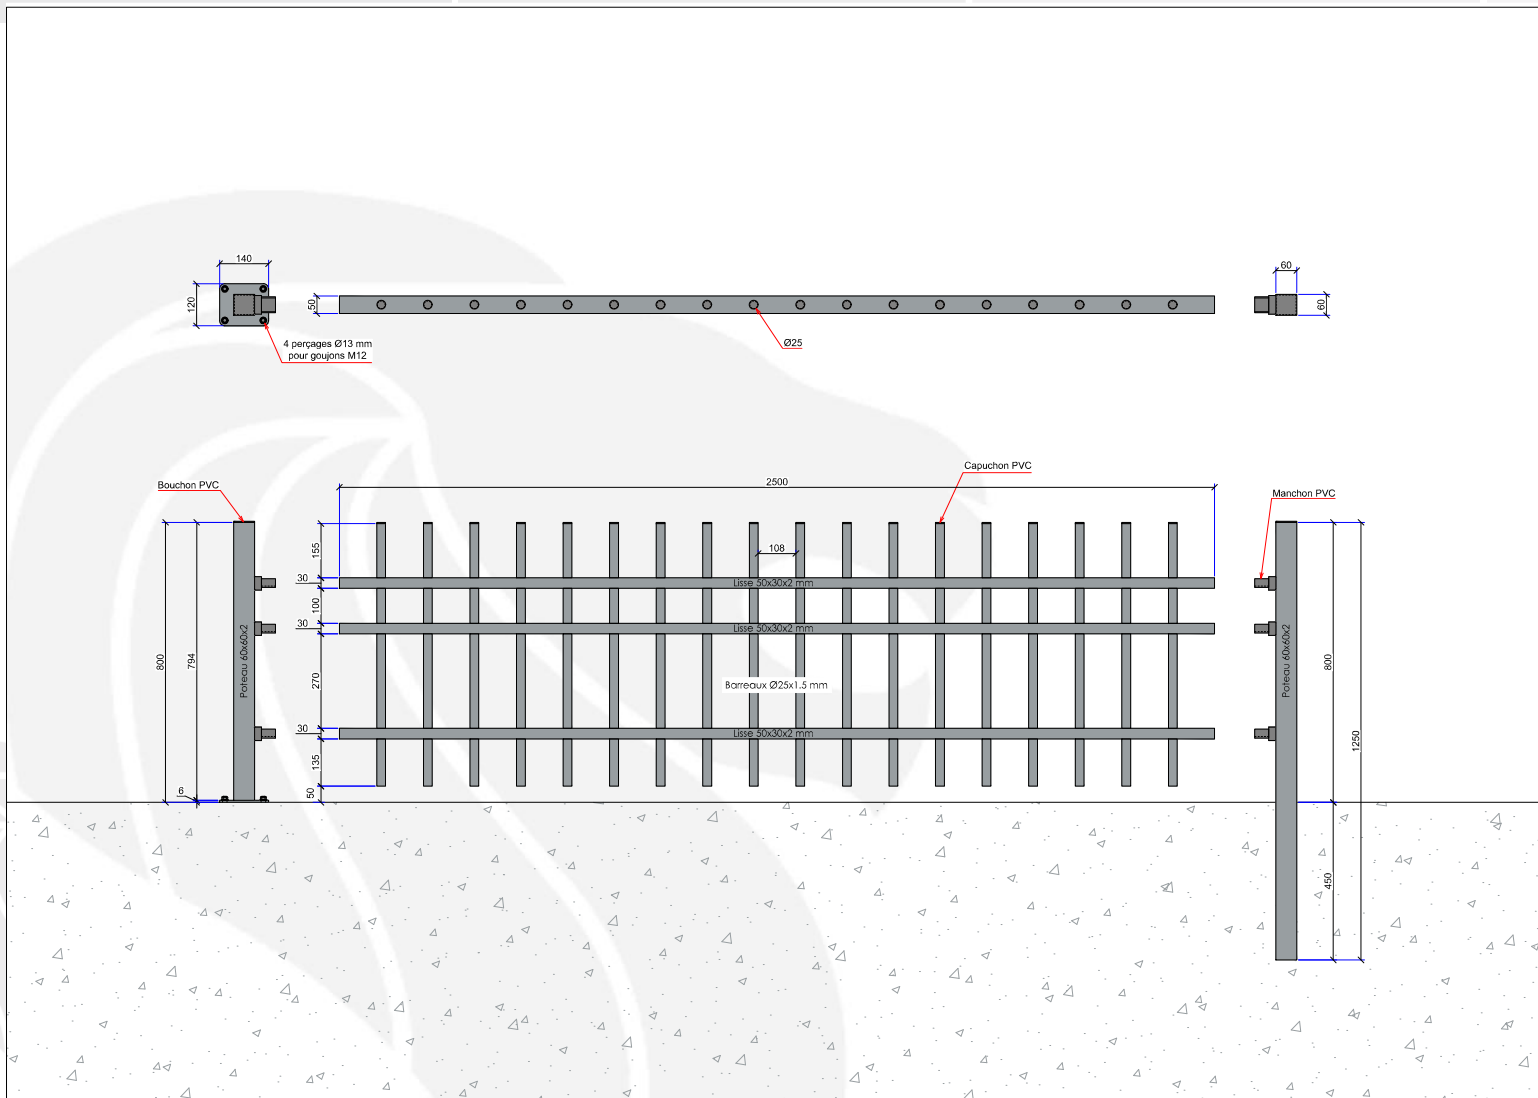 140
120
4 perçages Ø13 mm
pour goujons M12
50
Ø25
60
60
Bouchon PVC
Capuchon PVC
Manchon PVC
2500
155
108
30
Lisse 50x30x2 mm
100
30
Lisse 50x30x2 mm
800
794
Poteau 60x60x2
270
Barreaux Ø25x1.5 mm
Poteau 60x60x2
800
30
Lisse 50x30x2 mm
135
1250
6
50
450